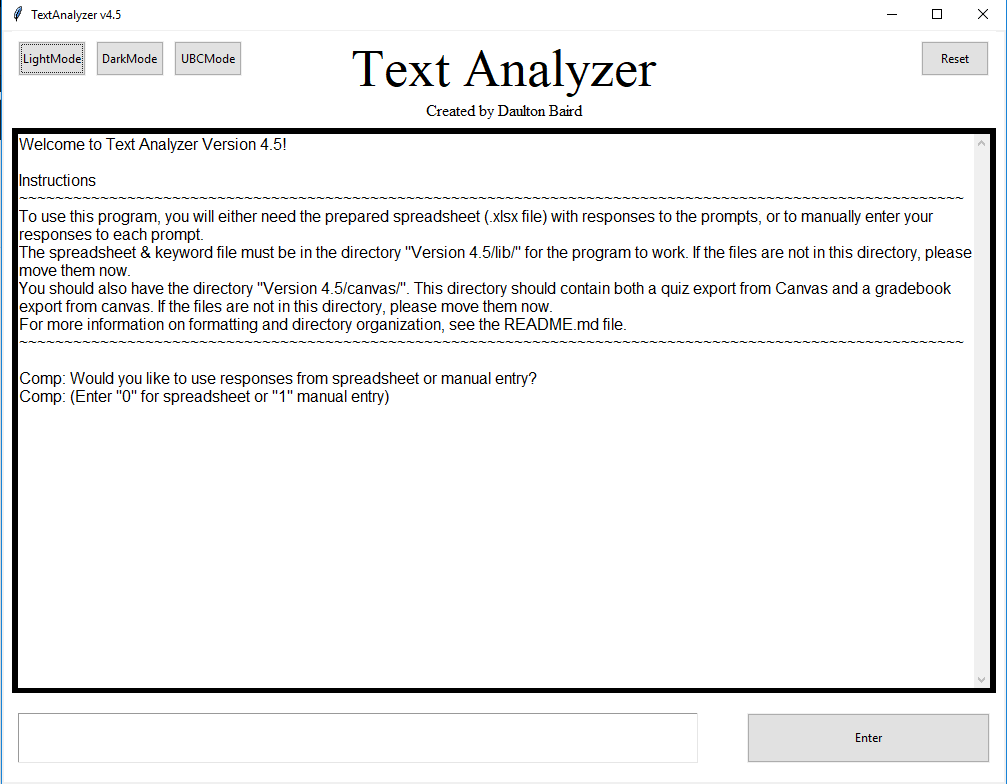 TextAnalyzer v4.5
LightMode DarkMode UBCMode
Text Analyzer
Reset
Created by Daulton Baird
Welcome to Text Analyzer Version 4.5!
Instructions
~~~~~~~~~~~~~~~~~~~~~~~~~~~~~~~~~~~~~~~~~~~~~~~~~~~~~~~~~~~~~~~~~~~~~~~~~~~~~~~~~~~~~~~~~~~~~~~~~~~~~~~~~
To use this program, you will either need the prepared spreadsheet (.xlsx file) with responses to the prompts, or to manually enter your
responses to each prompt.
The spreadsheet & keyword file must be in the directory "Version 4.5/lib/" for the program to work. If the files are not in this directory, please
move them now.
You should also have the directory "Version 4.5/canvas/". This directory should contain both a quiz export from Canvas and a gradebook
export from canvas. If the files are not in this directory, please move them now.
For more information on formatting and directory organization, see the README.md file.
~~~~~~~~~~~~~~~~~~~~~~~~~~~~~~~~~~~~~~~~~~~~~~~~~~~~~~~~~~~~~~~~~~~~~~~~~~~~~~~~~~~~~~~~~~~~~~~~~~~~~~~~~
Comp: Would you like to use responses from spreadsheet or manual entry?
Comp: (Enter "0" for spreadsheet or "1" manual entry)
Enter